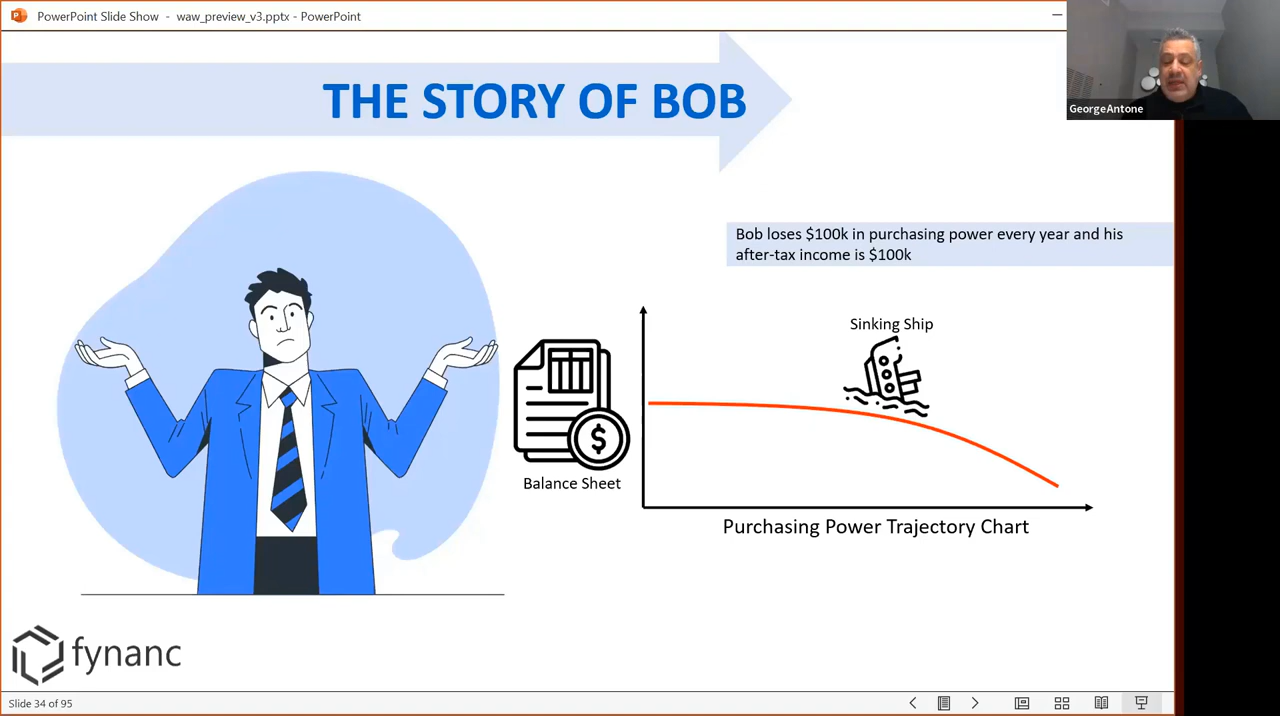 PowerPoint Slide Show - waw_preview_v3.pptx - PowerPoint
GeorgeAntone
THE STORY OF BOB
Bob loses $100k in purchasing power every year and his
after-tax income is $100k
Sinking Ship
$
Balance Sheet
Purchasing Power Trajectory Chart
fynanc
Slide 34 of 95